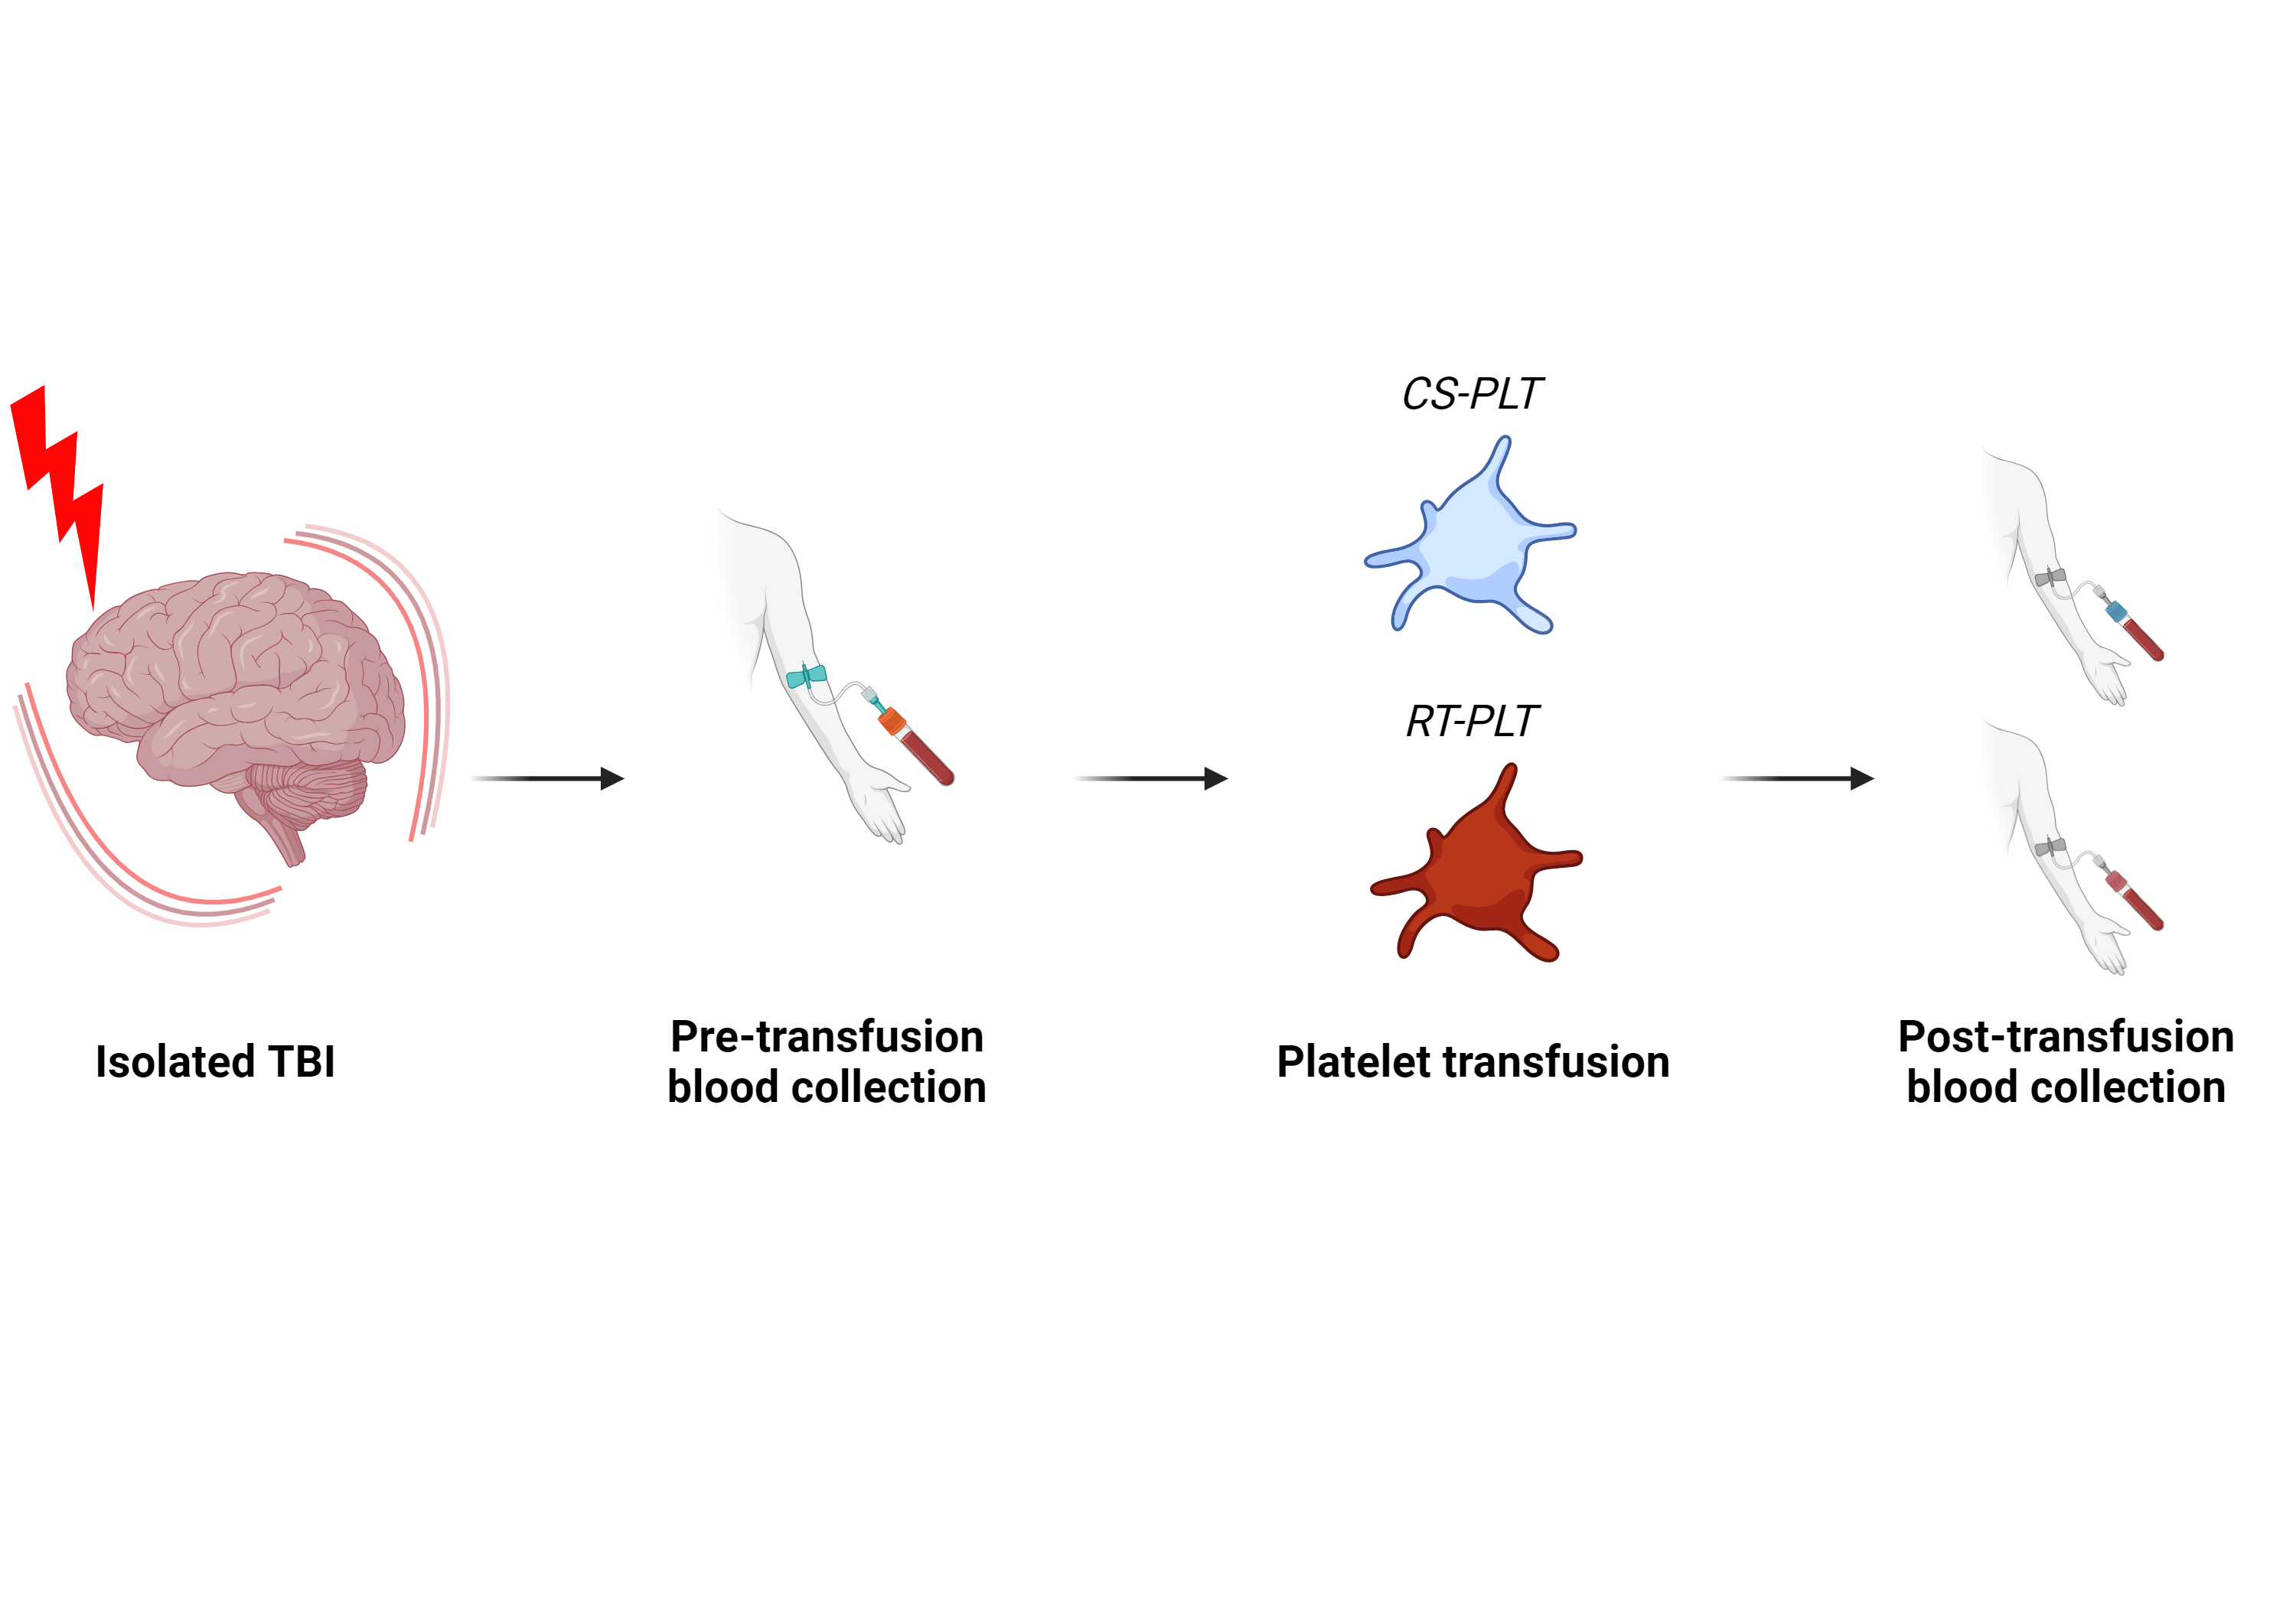 CS-PLT
RT-PLT
Isolated TBI
Pre-transfusion
blood collection
Platelet transfusion
Post-transfusion
blood collection